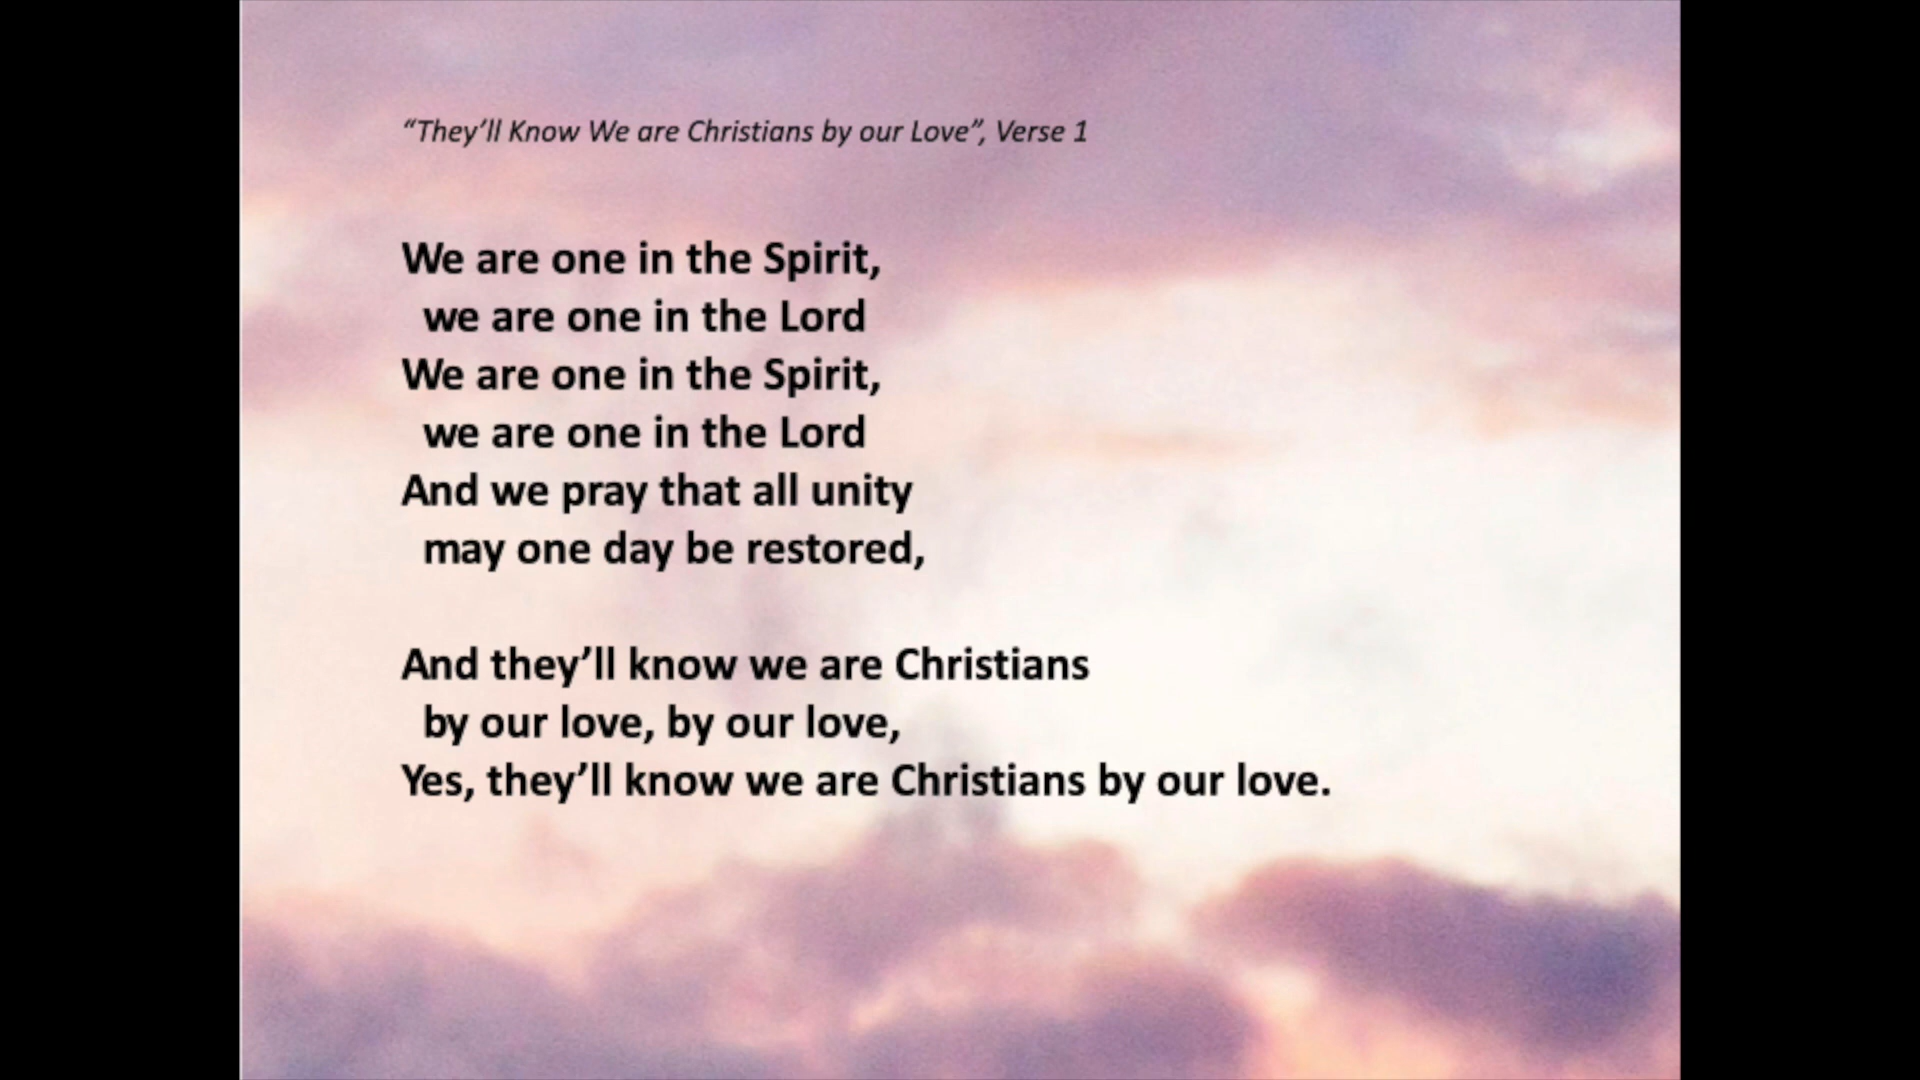 “They’ll Know We are Christians by our Love”, Verse 1
We are one in the Spirit,
we are one in the Lord
We are one in the Spirit,
we are one in the Lord
And we pray that all unity
may one day be restored,
And they’ll know we are Christians
by our love, by our love,
Yes, they’ll know we are Christians by our love.